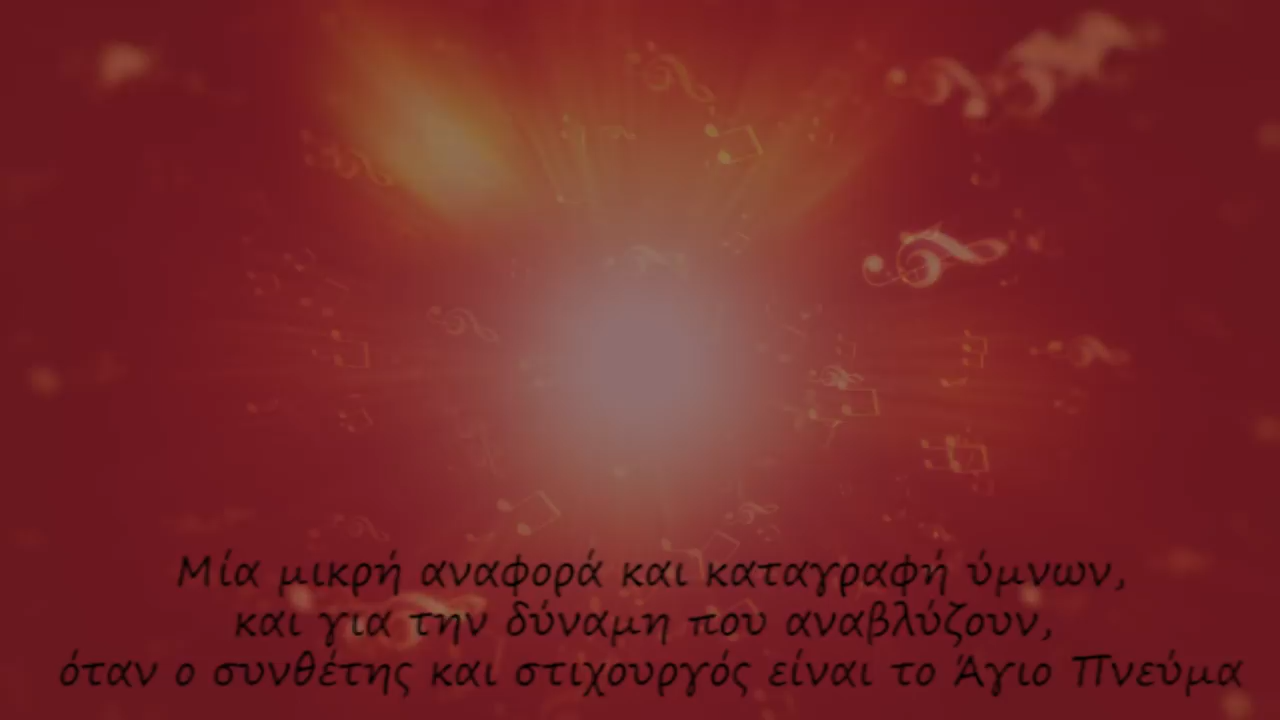 Μία μικρή αναφορά και καταγραφή ύμνων,
και για την δύναμη που αναβλύζουν,
όταν ο συνθέτης και στιχουργός είναι το Άγιο Πνεύμα